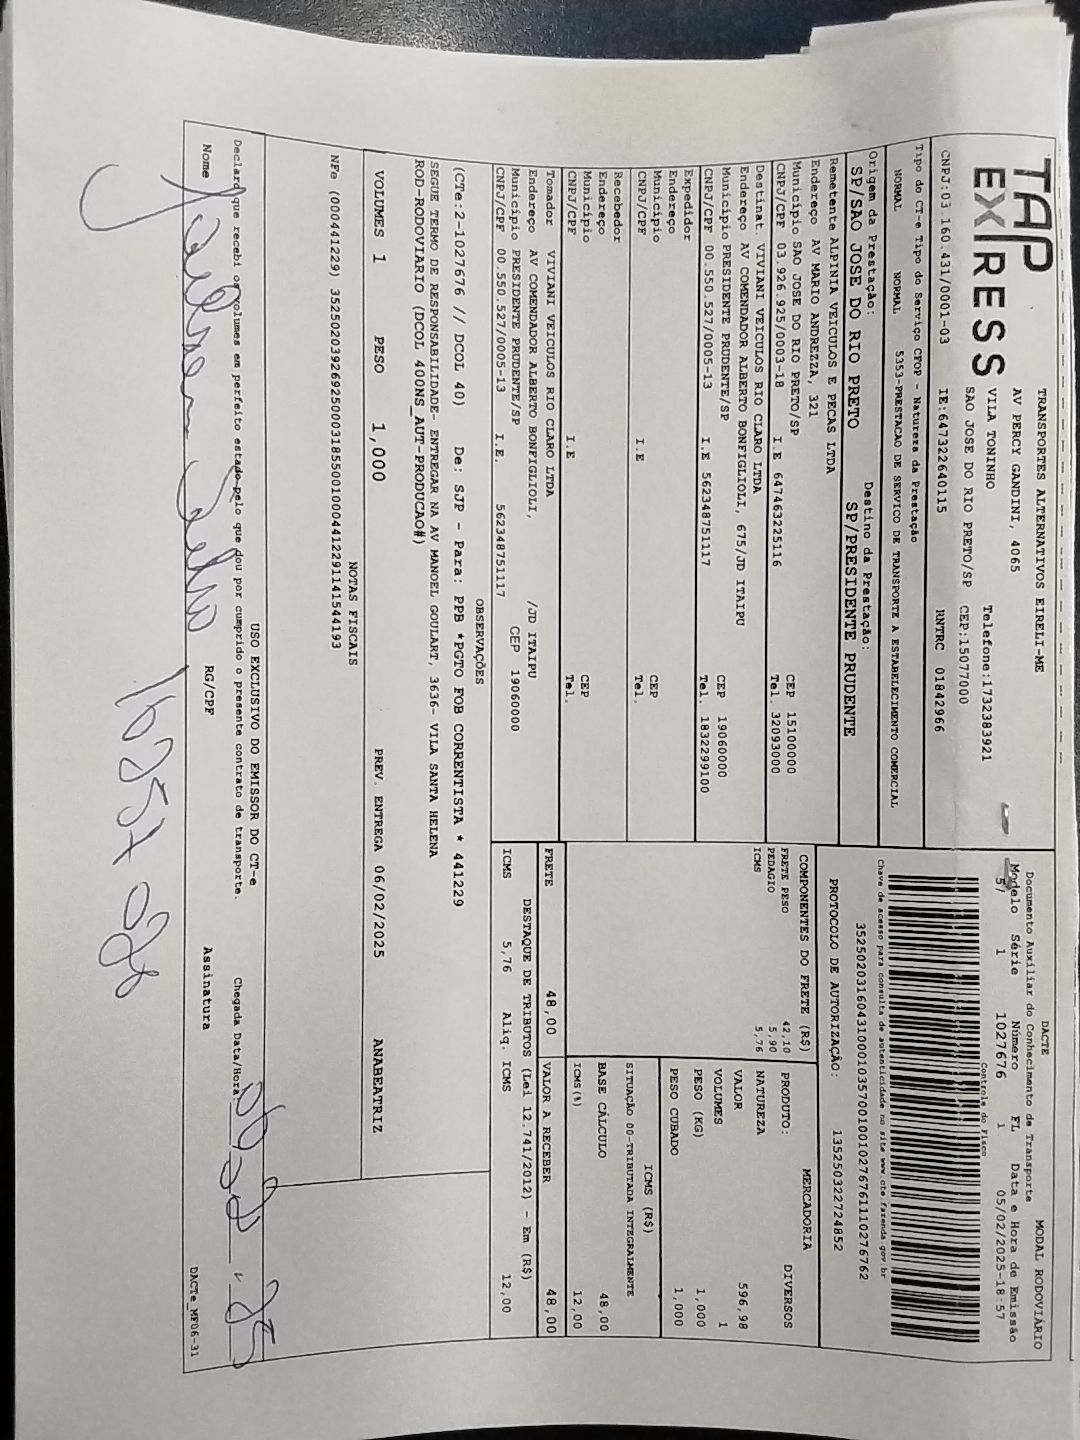 TAP
EXPRESS
TRANSPORTES ALTERNATIVOS EIRELI-ME
AV PERCY GANDINI, 4065
VILA TONINHO Telefone:1732383921
SAO JOSE DO RIO PRETO/SP CEP:15077000
CNPJ:03.160.431/0001-03 IE:647322640115 RNTRC 01842966
DACTE MODAL RODOVIÁRIO
Documento Auxiliar do Conhecimento de Transporte
Modelo Série Número FL Data e Hora de Emissão
57 1 1027676 1 05/02/2025-18:57
Controle do Fisco
Chave de acesso para consulta de autenticidade no site www.cte.fazenda.gov.br
35250203160431000103570010010276761110276762
PROTOCOLO DE AUTORIZAÇÃO: 135250322724852
Tipo do CT-e Tipo do Serviço CFOP - Natureza da Prestação
NORMAL NORMAL 5353-PRESTACAO DE SERVICO DE TRANSPORTE A ESTABELECIMENTO COMERCIAL
Origem da Prestação: Destino da Prestação:
SP/SAO JOSE DO RIO PRETO SP/PRESIDENTE PRUDENTE
Remetente ALPINIA VEICULOS E PECAS LTDA
Endereço AV MARIO ANDREZZA, 321
Município SAO JOSE DO RIO PRETO/SP CEP 15100000
CNPJ/CPF 03.926.925/0003-18 I.E 647463225116 Tel. 32093000
Destinat. VIVIANI VEICULOS RIO CLARO LTDA
Endereço AV COMENDADOR ALBERTO BONFIGLIOLI, 675/JD ITAIPU
Município PRESIDENTE PRUDENTE/SP CEP 19060000
CNPJ/CPF 00.550.527/0005-13 I.E 562348751117 Tel. 1832299100
Expedidor
Endereço
Município CEP
CNPJ/CPF I.E Tel.
Recebedor
Endereço
Município CEP
CNPJ/CPF I.E Tel.
Tomador VIVIANI VEICULOS RIO CLARO LTDA
Endereço AV COMENDADOR ALBERTO BONFIGLIOLI, /JD ITAIPU
Município PRESIDENTE PRUDENTE/SP CEP 19060000
CNPJ/CPF 00.550.527/0005-13 I.E. 562348751117
COMPONENTES DO FRETE (R$)
FRETE PESO 42,10
PEDAGIO 5,90
ICMS 5,76
MERCADORIA
PRODUTO: DIVERSOS
NATUREZA
VALOR 596,98
VOLUMES 1
PESO (KG) 1,000
PESO CUBADO 1,000
ICMS (R$)
SITUAÇÃO 00-TRIBUTADA INTEGRALMENTE
BASE CÁLCULO 48,00
ICMS(%) 12,00
FRETE 48,00 VALOR A RECEBER 48,00
DESTAQUE DE TRIBUTOS (Lei 12.741/2012) - Em (R$)
ICMS 5,76 Aliq. ICMS 12,00
OBSERVAÇÕES
(CTe:2-1027676 // DCOL 40) De: SJP - Para: PPB *PGTO FOB CORRENTISTA * 441229
SEGUE TERMO DE RESPONSABILIDADE- ENTREGAR NA AV MANOEL GOULART, 3636- VILA SANTA HELENA
ROD-RODOVIARIO (DCOL 400NS_AUT-PRODUCAO#)
VOLUMES 1 PESO 1,000 PREV. ENTREGA 06/02/2025 ANABEATRIZ
NOTAS FISCAIS
NFe (000441229) 35250203926925000318550010004412291141544193
USO EXCLUSIVO DO EMISSOR DO CT-e
Declaro que recebi os volumes em perfeito estado pelo que dou por cumprido o presente contrato de transporte. Chegada Data/Hora
Nome RG/CPF Assinatura
DACTe_MF06-31